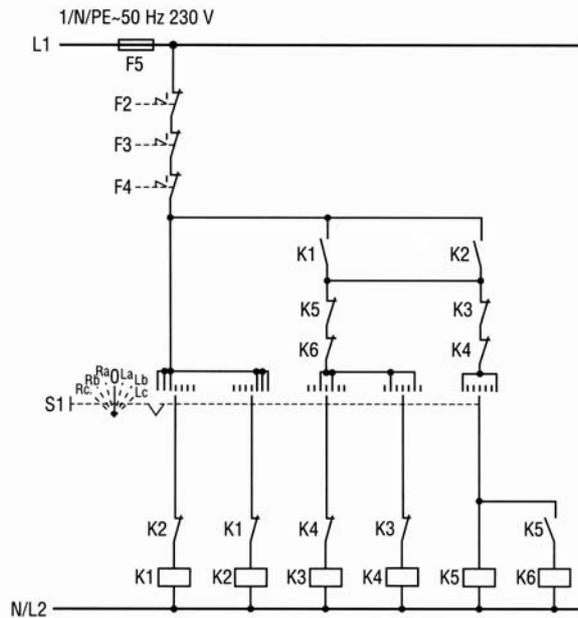 1/N/PE~50 Hz 230 V
L1
F5
F2
F3
F4
K1 K2
K5 K3
K6 K4
Rc. Rb Ra O La Lb Lc
S1
K2 K1 K4 K3 K5
K1 K2 K3 K4 K5 K6
N/L2